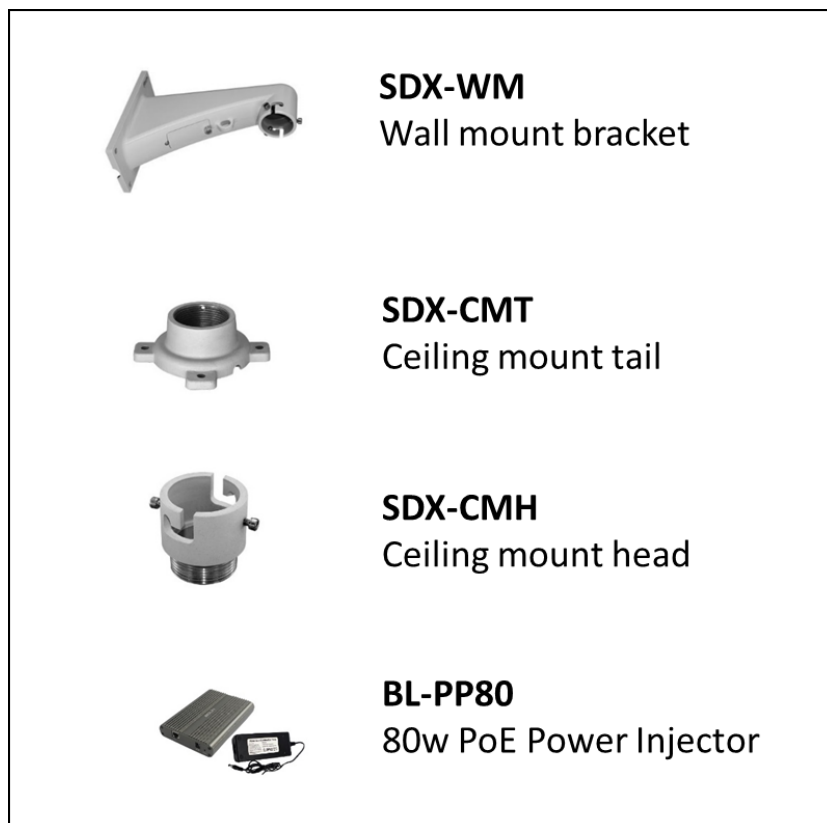 SDX-WM
Wall mount bracket
SDX-CMT
Ceiling mount tail
SDX-CMH
Ceiling mount head
BL-PP80
80w PoE Power Injector